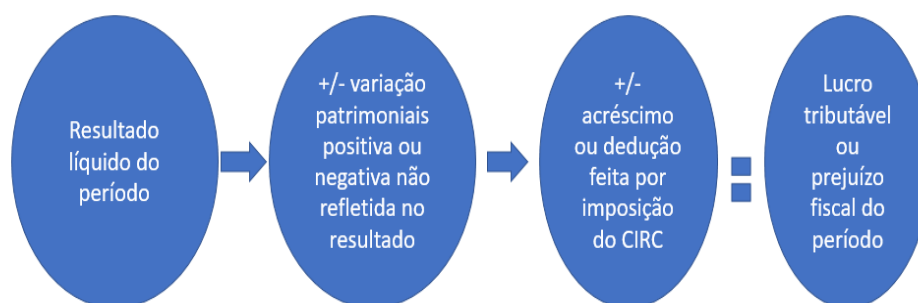 Resultado
líquido do
período
+/- variação
patrimoniais
positiva ou
negativa não
refletida no
resultado
+/-
acréscimo
ou dedução
feita por
imposição
do CIRC
Lucro
tributável
ou
prejuízo
fiscal do
período